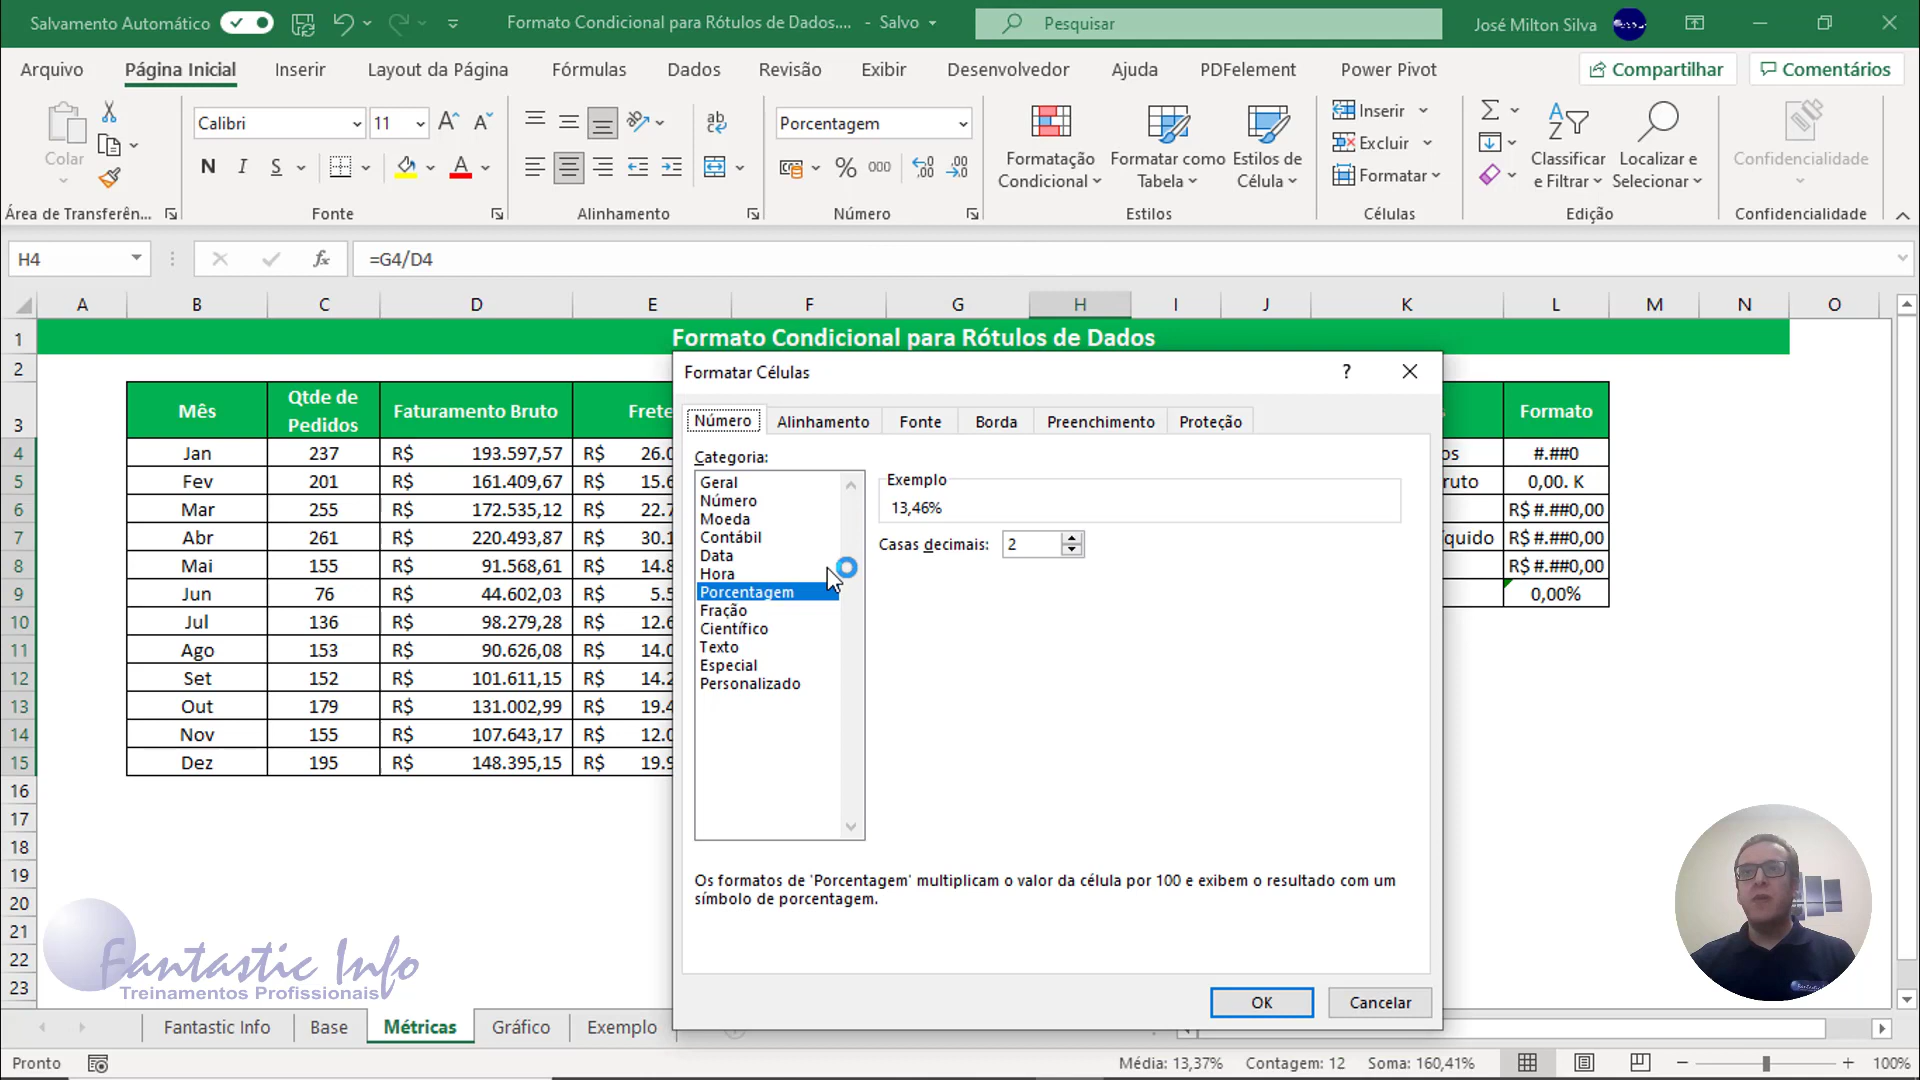 Salvamento Automático
Formato Condicional para Rótulos de Dados.... - Salvo
Pesquisar
José Milton Silva
Arquivo Página Inicial Inserir Layout da Página Fórmulas Dados Revisão Exibir Desenvolvedor Ajuda PDFelement Power Pivot Compartilhar Comentários
Colar
Calibri 11
N I S
Porcentagem
% 000
Formatação Condicional
Formatar como Tabela
Estilos de Célula
Inserir
Excluir
Formatar
Classificar e Filtrar
Localizar e Selecionar
Confidencialidade
Área de Transferên... Fonte Alinhamento Número Estilos Células Edição Confidencialidade
H4 fx =G4/D4
A B C D E F G H I J K L M N O
1 Formato Condicional para Rótulos de Dados
2
3 Mês Qtde de Pedidos Faturamento Bruto Frete Formato
4 Jan 237 R$ 193.597,57 R$ 26.0 os #.##0
5 Fev 201 R$ 161.409,67 R$ 15.6 ruto 0,00. K
6 Mar 255 R$ 172.535,12 R$ 22.7 R$ #.##0,00
7 Abr 261 R$ 220.493,87 R$ 30.1 íquido R$ #.##0,00
8 Mai 155 R$ 91.568,61 R$ 14.8 R$ #.##0,00
9 Jun 76 R$ 44.602,03 R$ 5.5 0,00%
10 Jul 136 R$ 98.279,28 R$ 12.6
11 Ago 153 R$ 90.626,08 R$ 14.0
12 Set 152 R$ 101.611,15 R$ 14.2
13 Out 179 R$ 131.002,99 R$ 19.4
14 Nov 155 R$ 107.643,17 R$ 12.0
15 Dez 195 R$ 148.395,15 R$ 19.9
16
17
18
19
20
21
22
23
Formatar Células ?
Número Alinhamento Fonte Borda Preenchimento Proteção
Categoria:
Geral
Número
Moeda
Contábil
Data
Hora
Porcentagem
Fração
Científico
Texto
Especial
Personalizado
Exemplo
13,46%
Casas decimais: 2
Os formatos de 'Porcentagem' multiplicam o valor da célula por 100 e exibem o resultado com um
símbolo de porcentagem.
OK Cancelar
Fantastic Info
Treinamentos Profissionais
Fantastic Info Base Métricas Gráfico Exemplo
Pronto Média: 13,37% Contagem: 12 Soma: 160,41% 100%